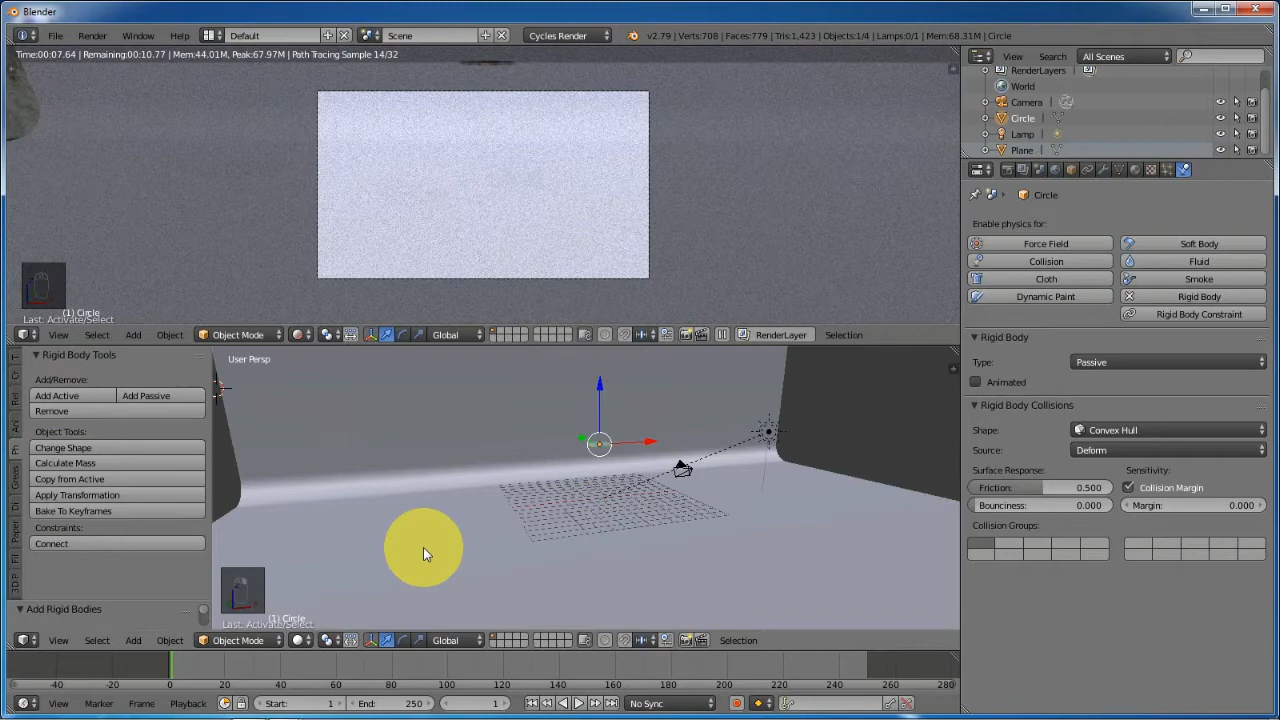 Blender
File Render Window Help Default Scene Cycles Render v2.79 | Verts:708 | Faces:779 | Tris:1,423 | Objects:1/4 | Lamps:0/1 | Mem:68.31M | Circle
View Search All Scenes
Time:00:07.64 | Remaining:00:10.77 | Mem:44.01M, Peak:67.97M | Path Tracing Sample 14/32
RenderLayers
World
Camera
Circle
Lamp
Plane
Circle
Enable physics for:
Force Field Soft Body
Collision Fluid
Cloth Smoke
Dynamic Paint Rigid Body
Rigid Body Constraint
(1) Circle
Last: Activate/Select
View Select Add Object Object Mode Global RenderLayer Selection
Rigid Body
Type: Passive
Animated
Rigid Body Collisions
Shape: Convex Hull
Source: Deform
Surface Response: Sensitivity:
Friction: 0.500 Collision Margin
Bounciness: 0.000 Margin: 0.000
Collision Groups:
Rigid Body Tools
User Persp
Add/Remove:
Add Active Add Passive
Remove
Object Tools:
Change Shape
Calculate Mass
Copy from Active
Apply Transformation
Bake To Keyframes
Constraints:
Connect
Add Rigid Bodies
(1) Circle
Last: Activate/Select
View Select Add Object Object Mode Global Selection
-40 -20 0 20 40 60 80 100 120 140 160 180 200 220 240 260 280
View Marker Frame Playback Start: 1 End: 250 1 No Sync